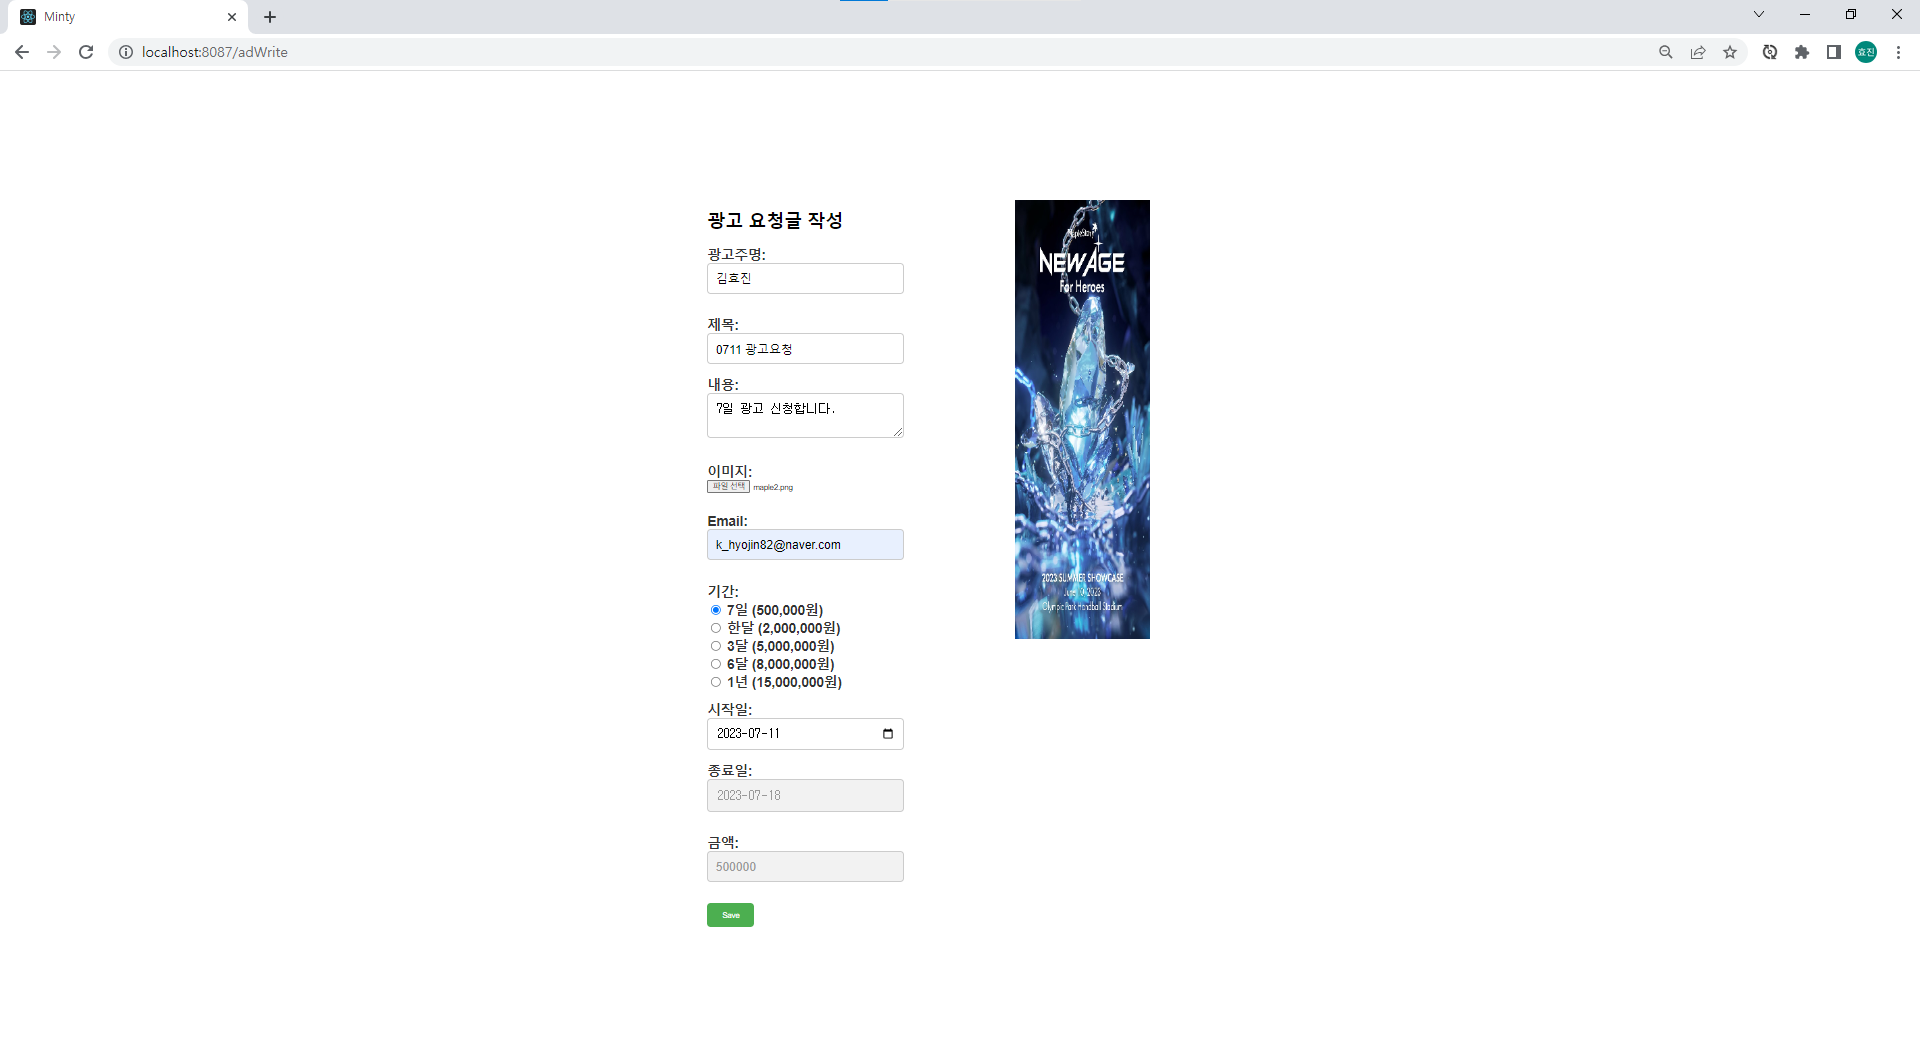 Minty
localhost:8087/adWrite
효진
광고 요청글 작성
광고주명:
김효진
제목:
0711 광고요청
내용:
7일 광고 신청합니다.
이미지:
파일 선택 maple2.png
Email:
k_hyojin82@naver.com
기간:
7일 (500,000원)
한달 (2,000,000원)
3달 (5,000,000원)
6달 (8,000,000원)
1년 (15,000,000원)
시작일:
2023-07-11
종료일:
2023-07-18
금액:
500000
Save
MapleStory
NEW AGE
For Heroes
2023 SUMMER SHOWCASE
June 2023
Olympic Park Handball Stadium